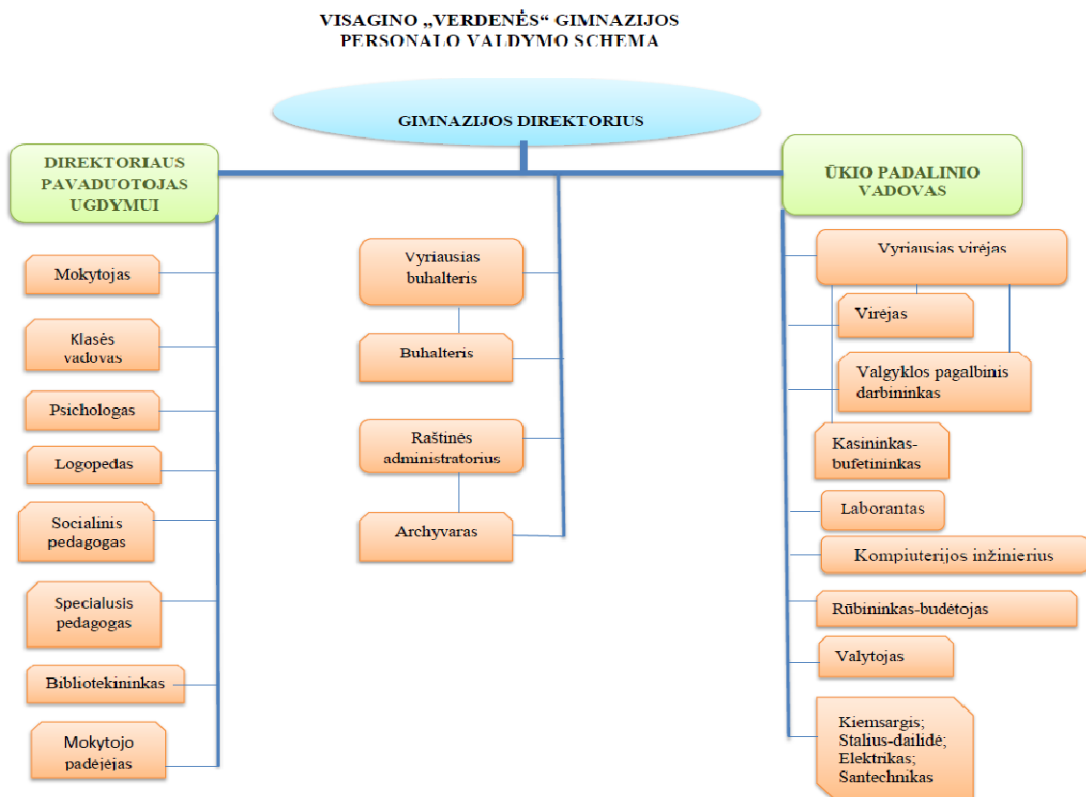 VISAGINO „VERDENĖS“ GIMNAZIJOS
PERSONALO VALDYMO SCHEMA
GIMNAZIJOS DIREKTORIUS
DIREKTORIAUS
PAVADUOTOJAS
UGDYMUI
Mokytojas
Klasės
vadovas
Psichologas
Logopedas
Socialinis
pedagogas
Specialusis
pedagogas
Bibliotekininkas
Mokytojo
padėjėjas
Vyriausias
buhalteris
Buhalteris
Raštinės
administratorius
Archyvaras
ŪKIO PADALINIO
VADOVAS
Vyriausias virėjas
Virėjas
Valgyklos pagalbinis
darbininkas
Kasininkas-
bufetininkas
Laborantas
Kompiuterijos inžinierius
Rūbininkas-budėtojas
Valytojas
Kiemsargis;
Stalius-dailidė;
Elektrikas;
Santechnikas